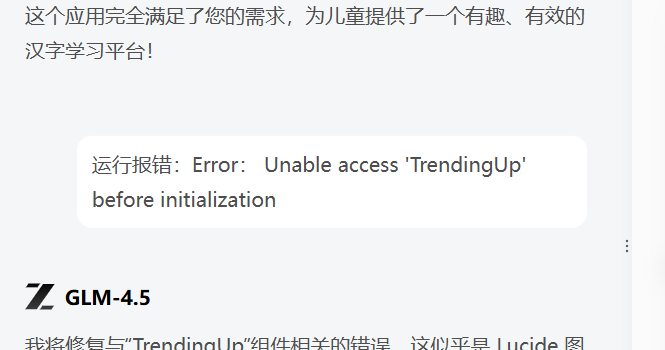 这个应用完全满足了您的需求，为儿童提供了一个有趣、有效的
汉字学习平台！
运行报错：Error： Unable access 'TrendingUp'
before initialization
GLM-4.5
我将修复与“TrendingUp”组件相关的错误。这似乎是 Lucide 图